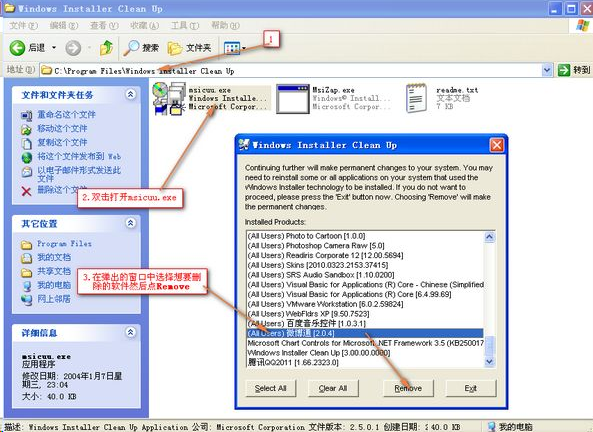 Windows Installer Clean Up
文件(F) 编辑(E) 查看(V) 收藏(A) 工具(T) 帮助(H)
后退 搜索 文件夹
1
地址(D) C:\Program Files\Windows Installer Clean Up 转到
文件和文件夹任务
重命名这个文件
移动这个文件
复制这个文件
将这个文件发布到 Web
以电子邮件形式发送此文件
删除这个文件
2.双击打开msicuu.exe
其它位置
Program Files
我的文档
共享文档
我的电脑
网上邻居
3.在弹出的窗口中选择想要删
除的软件然后点Remove
详细信息
msicuu.exe
应用程序
修改日期: 2004年1月7日星
期三, 23:04
大小: 40.0 KB
msicuu.exe
Windows Installe...
Microsoft Corpor...
MsiZap.exe
Windows© Install...
Microsoft Corpor...
readme.txt
文本文档
7 KB
Windows Installer Clean Up
Continuing further will make permanent changes to your system. You may
need to reinstall some or all applications on your system that used the
Windows Installer technology to be installed. If you do not want to
proceed, please press the 'Exit' button now. Choosing 'Remove' will make
the permanent changes.
Installed Products:
(All Users) Photo to Cartoon [1.0.0]
(All Users) Photoshop Camera Raw [5.0]
(All Users) Readiris Corporate 12 [12.00.5694]
(All Users) Skins [2010.0323.2153.37415]
(All Users) SRS Audio Sandbox [1.10.0200]
(All Users) Visual Basic for Applications (R) Core - Chinese (Simplified
(All Users) Visual Basic for Applications (R) Core [6.4.99.69]
(All Users) VMware Workstation [6.0.2.59824]
(All Users) WebFldrs XP [9.50.7523]
(All Users) 百度音乐控件 [1.0.3.1]
(All Users) 微博通 [2.0.4]
Microsoft Chart Controls for Microsoft .NET Framework 3.5 (KB250017
Windows Installer Clean Up [3.00.00.0000]
腾讯QQ2011 [1.66.2323.0]
Select All Clear All Remove Exit
描述: Windows Installer Clean Up Application 公司: Microsoft Corporation 文件版本: 2.5.0.1 创建日期: 40.0 KB 我的电脑